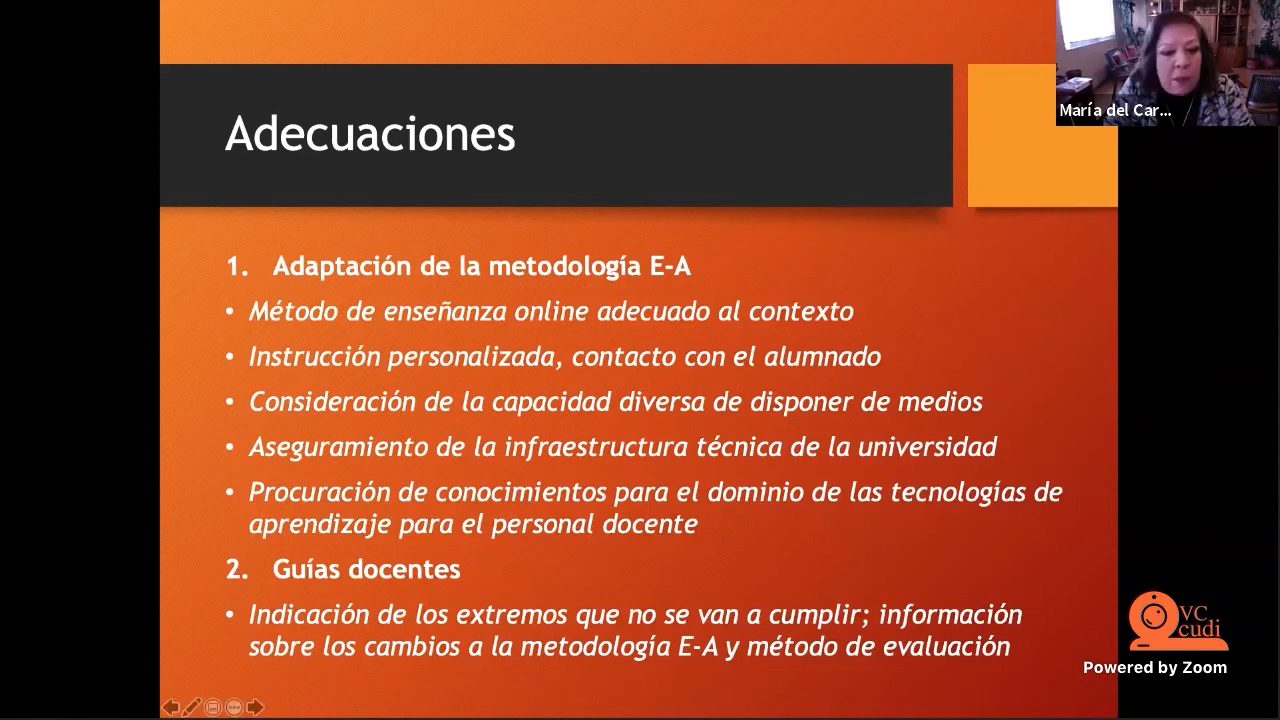 Adecuaciones
María del Car...
1. Adaptación de la metodología E-A
• Método de enseñanza online adecuado al contexto
• Instrucción personalizada, contacto con el alumnado
• Consideración de la capacidad diversa de disponer de medios
• Aseguramiento de la infraestructura técnica de la universidad
• Procuración de conocimientos para el dominio de las tecnologías de
aprendizaje para el personal docente
2. Guías docentes
• Indicación de los extremos que no se van a cumplir; información
sobre los cambios a la metodología E-A y método de evaluación
VC
cudi
Powered by Zoom